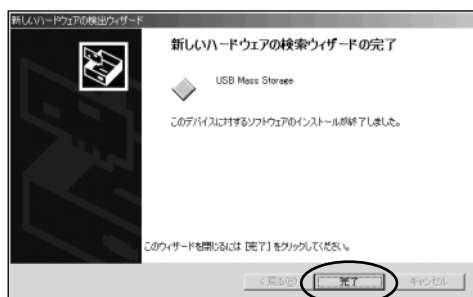 新しいハードウェアの検出ウィザード
新しいハードウェアの検索ウィザードの完了
USB Mass Storage
このデバイスに対するソフトウェアのインストールが終了しました。
このウィザードを閉じるには [完了] をクリックしてください。
< 戻る(B)
完了
キャンセル